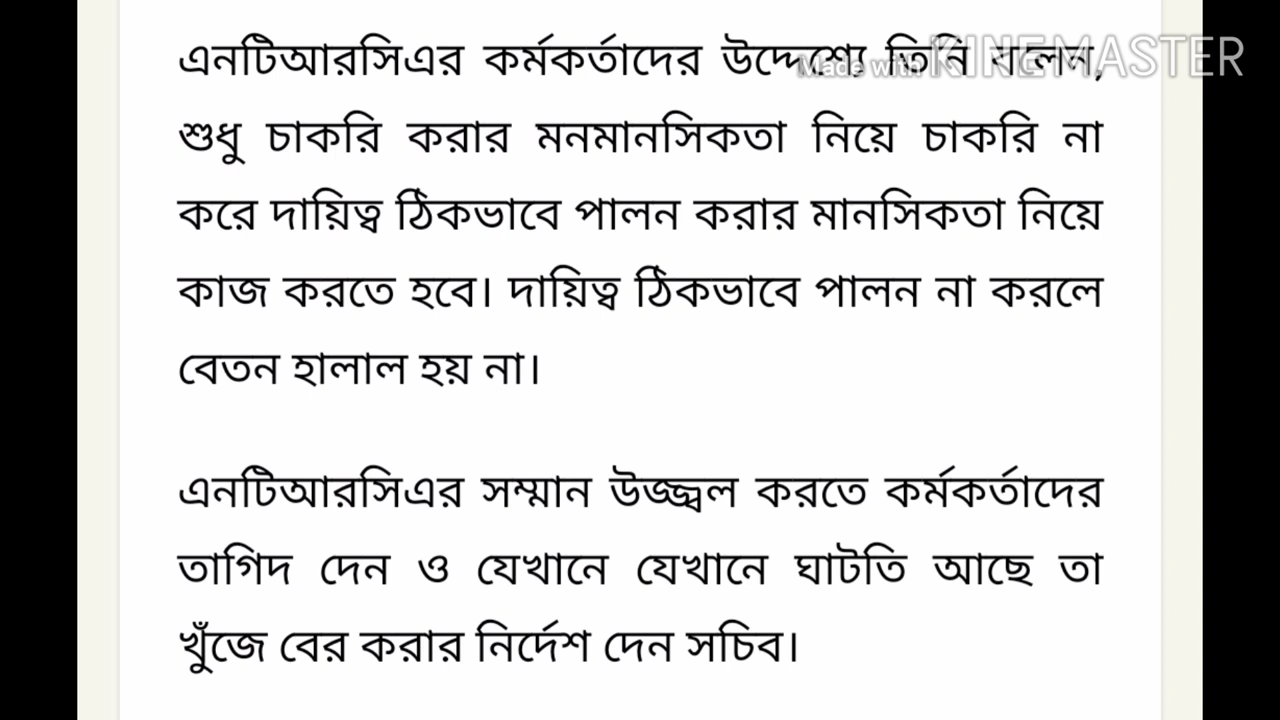 এনটিআরসিএর কর্মকর্তাদের উদ্দেশ্যে তিনি বলেন,
Made with KINEMASTER
শুধু চাকরি করার মনমানসিকতা নিয়ে চাকরি না
করে দায়িত্ব ঠিকভাবে পালন করার মানসিকতা নিয়ে
কাজ করতে হবে। দায়িত্ব ঠিকভাবে পালন না করলে
বেতন হালাল হয় না।
এনটিআরসিএর সম্মান উজ্জ্বল করতে কর্মকর্তাদের
তাগিদ দেন ও যেখানে যেখানে ঘাটতি আছে তা
খুঁজে বের করার নির্দেশ দেন সচিব।